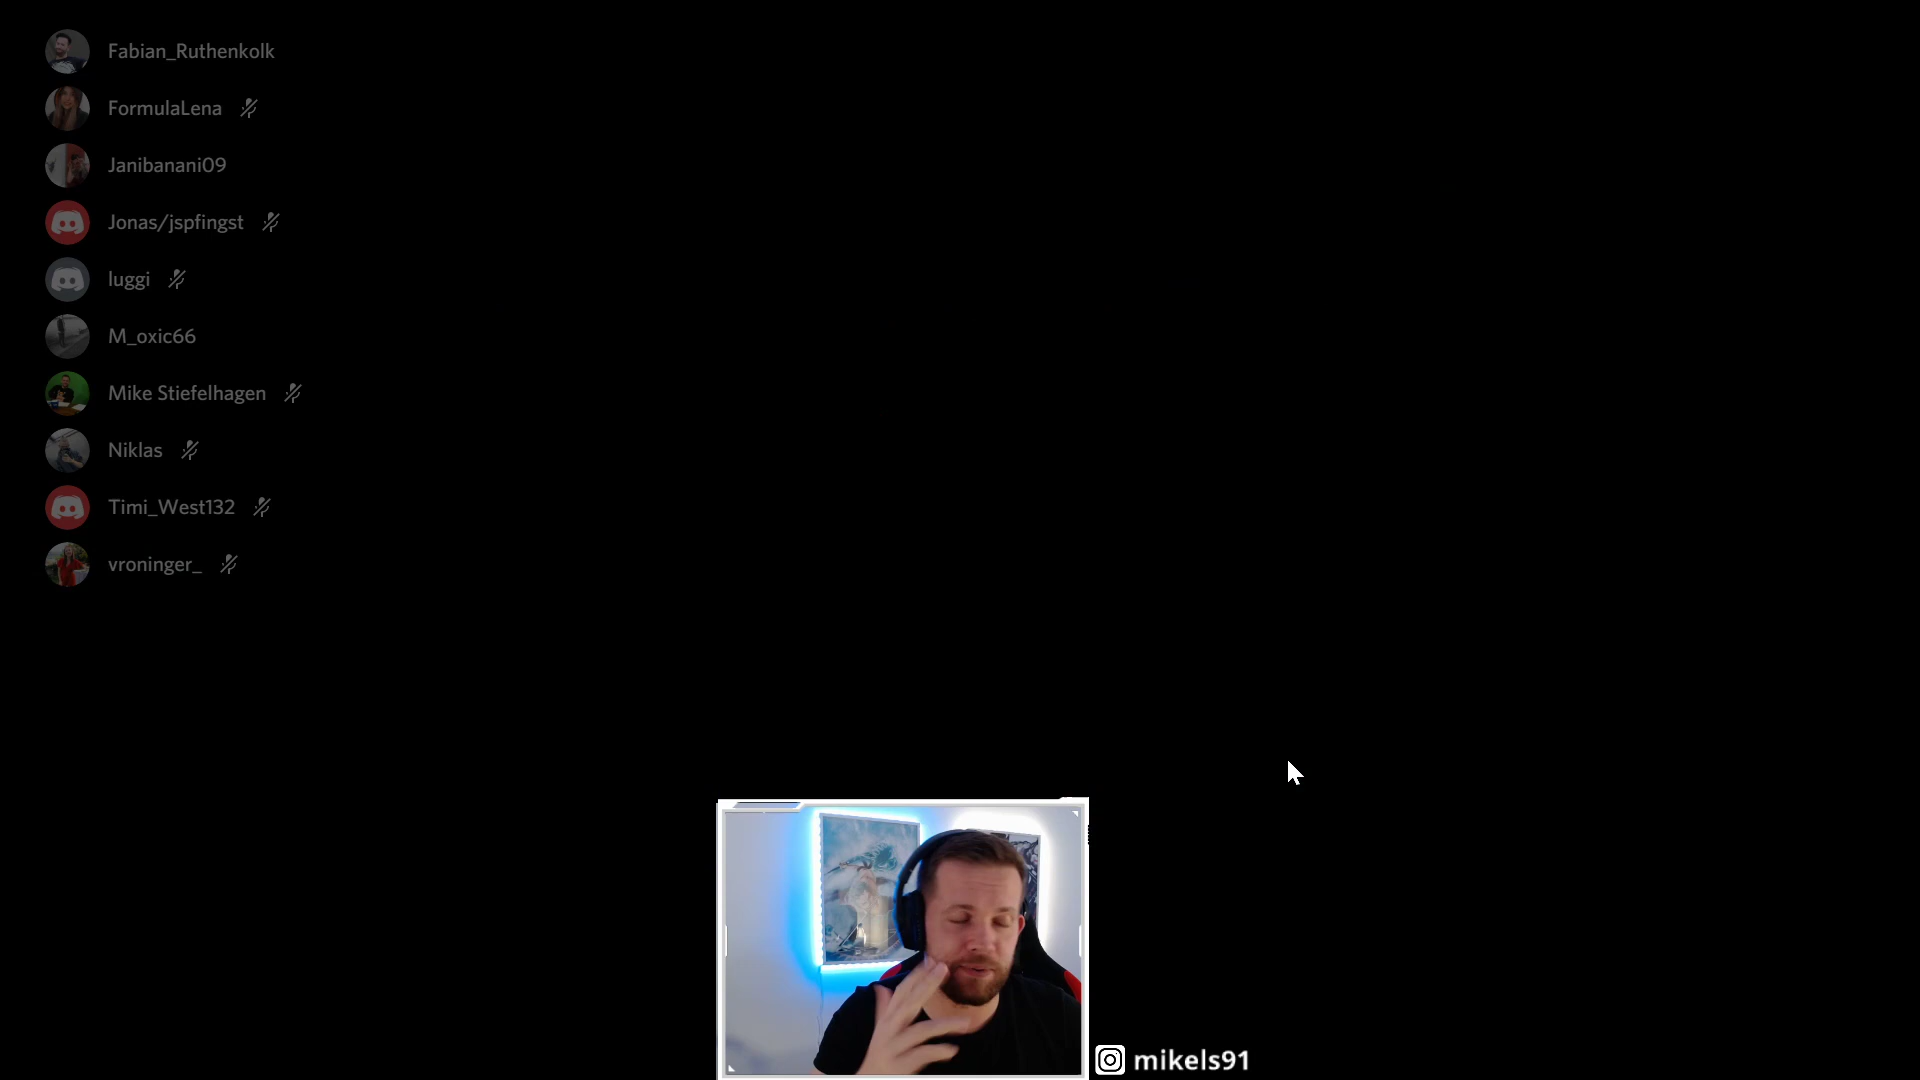 Fabian_Ruthenkolk
FormulaLena
Janibanani09
Jonas/jspfingst
luggi
M_oxic66
Mike Stiefelhagen
Niklas
Timi_West132
vroninger_
mikels91